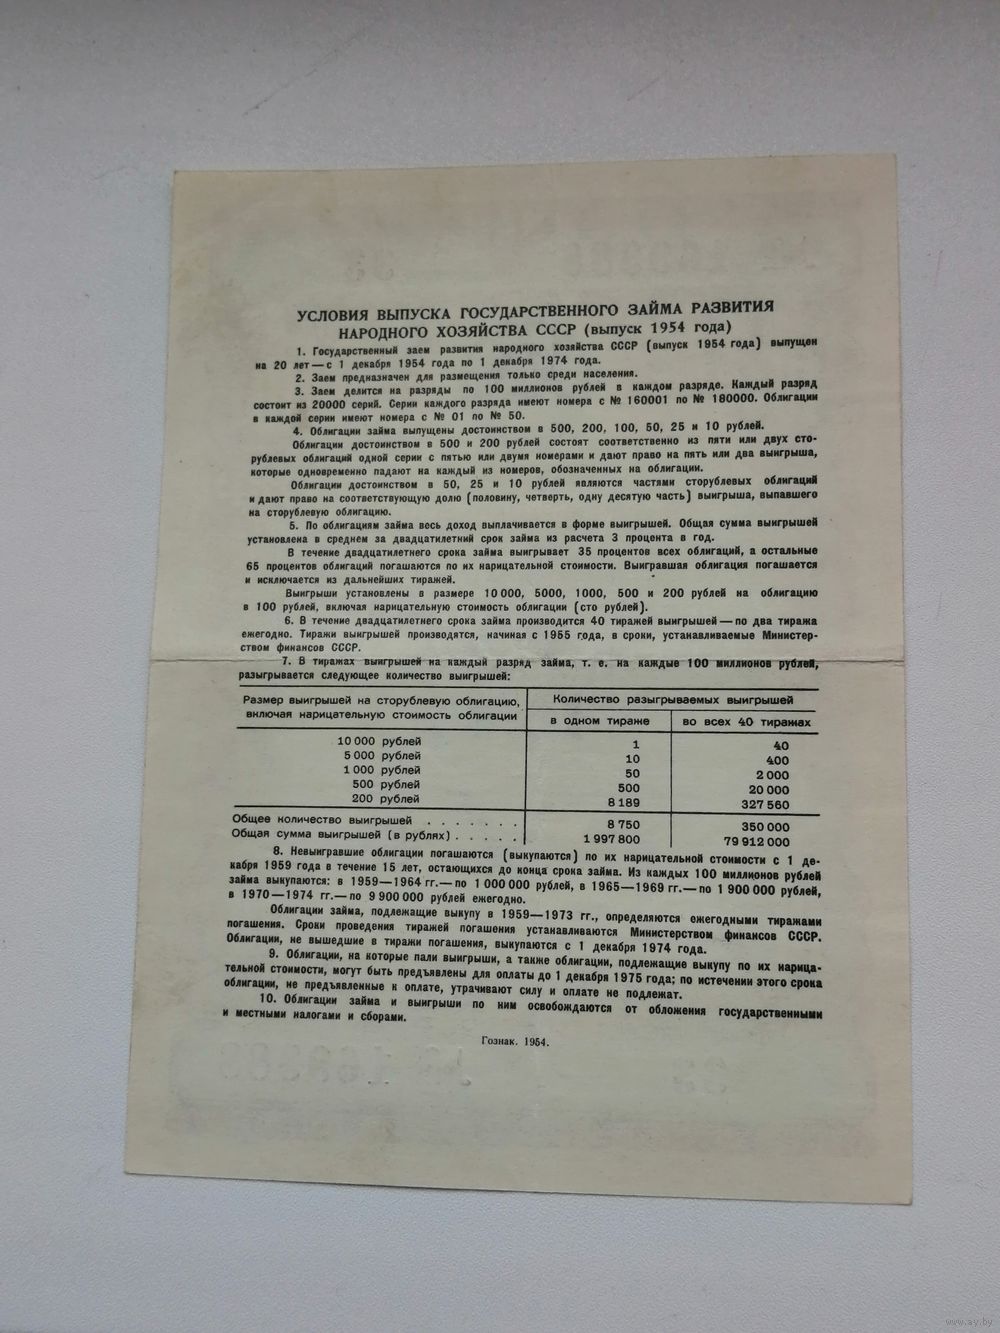 УСЛОВИЯ ВЫПУСКА ГОСУДАРСТВЕННОГО ЗАЙМА РАЗВИТИЯ
НАРОДНОГО ХОЗЯЙСТВА СССР (выпуск 1954 года)
1. Государственный заем развития народного хозяйства СССР (выпуск 1954 года) выпущен
на 20 лет — с 1 декабря 1954 года по 1 декабря 1974 года.
2. Заем предназначен для размещения только среди населения.
3. Заем делится на разряды по 100 миллионов рублей в каждом разряде. Каждый разряд
состоит из 20000 серий. Серии каждого разряда имеют номера с № 160001 по № 180000. Облигации
в каждой серии имеют номера с № 01 по № 50.
4. Облигации займа выпущены достоинством в 500, 200, 100, 50, 25 и 10 рублей.
Облигации достоинством в 500 и 200 рублей состоят соответственно из пяти или двух сто-
рублевых облигаций одной серии с пятью или двумя номерами и дают право на пять или два выигрыша,
которые одновременно падают на каждый из номеров, обозначенных на облигации.
Облигации достоинством в 50, 25 и 10 рублей являются частями сторублевых облигаций
и дают право на соответствующую долю (половину, четверть, одну десятую часть) выигрыша, выпавшего
на сторублевую облигацию.
5. По облигациям займа весь доход выплачивается в форме выигрышей. Общая сумма выигрышей
установлена в среднем за двадцатилетний срок займа из расчета 3 процента в год.
В течение двадцатилетнего срока займа выигрывает 35 процентов всех облигаций, а остальные
65 процентов облигаций погашаются по их нарицательной стоимости. Выигравшая облигация погашается
и исключается из дальнейших тиражей.
Выигрыши установлены в размере 10000, 5000, 1000, 500 и 200 рублей на облигацию
в 100 рублей, включая нарицательную стоимость облигации (сто рублей).
6. В течение двадцатилетнего срока займа производится 40 тиражей выигрышей — по два тиража
ежегодно. Тиражи выигрышей производятся, начиная с 1955 года, в сроки, устанавливаемые Министер-
ством финансов СССР.
7. В тиражах выигрышей на каждый разряд займа, т. е. на каждые 100 миллионов рублей,
разыгрывается следующее количество выигрышей:
Размер выигрышей на сторублевую облигацию, включая нарицательную стоимость облигации
Количество разыгрываемых выигрышей
в одном тираже во всех 40 тиражах
10 000 рублей 1 40
5 000 рублей 10 400
1 000 рублей 50 2 000
500 рублей 500 20 000
200 рублей 8 189 327 560
Общее количество выигрышей . . . . . . . 8 750 350 000
Общая сумма выигрышей (в рублях) . . . . . 1 997 800 79 912 000
8. Невыигравшие облигации погашаются (выкупаются) по их нарицательной стоимости с 1 де-
кабря 1959 года в течение 15 лет, остающихся до конца срока займа. Из каждых 100 миллионов рублей
займа выкупаются: в 1959—1964 гг.— по 1 000 000 рублей, в 1965—1969 гг.— по 1 900 000 рублей,
в 1970—1974 гг.— по 9 900 000 рублей ежегодно.
Облигации займа, подлежащие выкупу в 1959—1973 гг., определяются ежегодными тиражами
погашения. Сроки проведения тиражей погашения устанавливаются Министерством финансов СССР.
Облигации, не вышедшие в тиражи погашения, выкупаются с 1 декабря 1974 года.
9. Облигации, на которые пали выигрыши, а также облигации, подлежащие выкупу по их нарица-
тельной стоимости, могут быть предъявлены для оплаты до 1 декабря 1975 года; по истечении этого срока
облигации, не предъявленные к оплате, утрачивают силу и оплате не подлежат.
10. Облигации займа и выигрыши по ним освобождаются от обложения государственными
и местными налогами и сборами.
Гознак. 1954.
www.ay.by